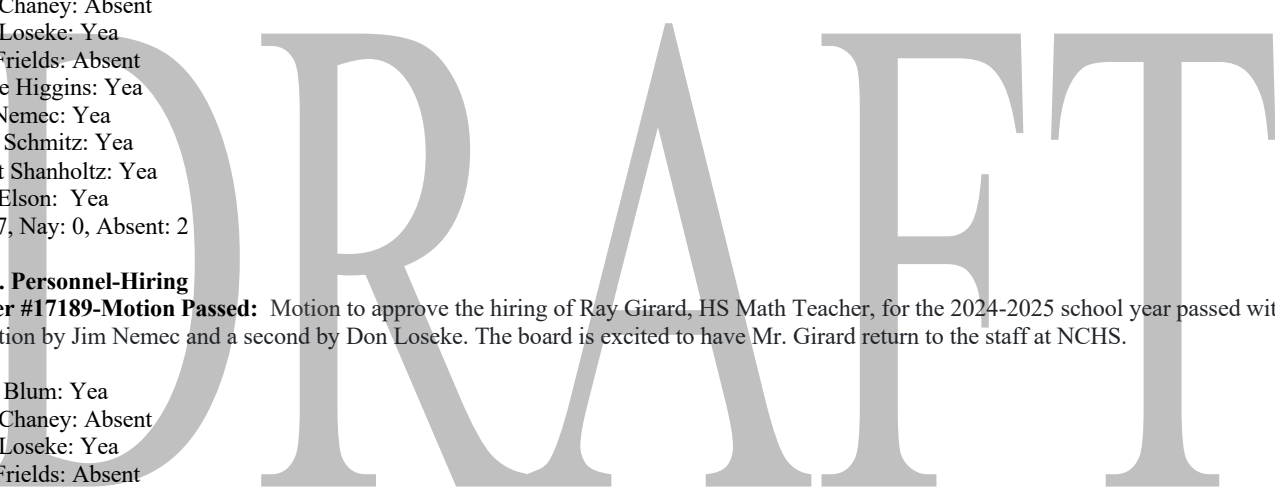 Chaney: Absent
Loseke: Yea
Frields: Absent
e Higgins: Yea
Nemec: Yea
Schmitz: Yea
t Shanholtz: Yea
Elson:  Yea
7, Nay: 0, Absent: 2
. Personnel-Hiring
er #17189-Motion Passed:  Motion to approve the hiring of Ray Girard, HS Math Teacher, for the 2024-2025 school year passed wit
tion by Jim Nemec and a second by Don Loseke. The board is excited to have Mr. Girard return to the staff at NCHS.
Blum: Yea
Chaney: Absent
Loseke: Yea
Frields: Absent
DRAFT